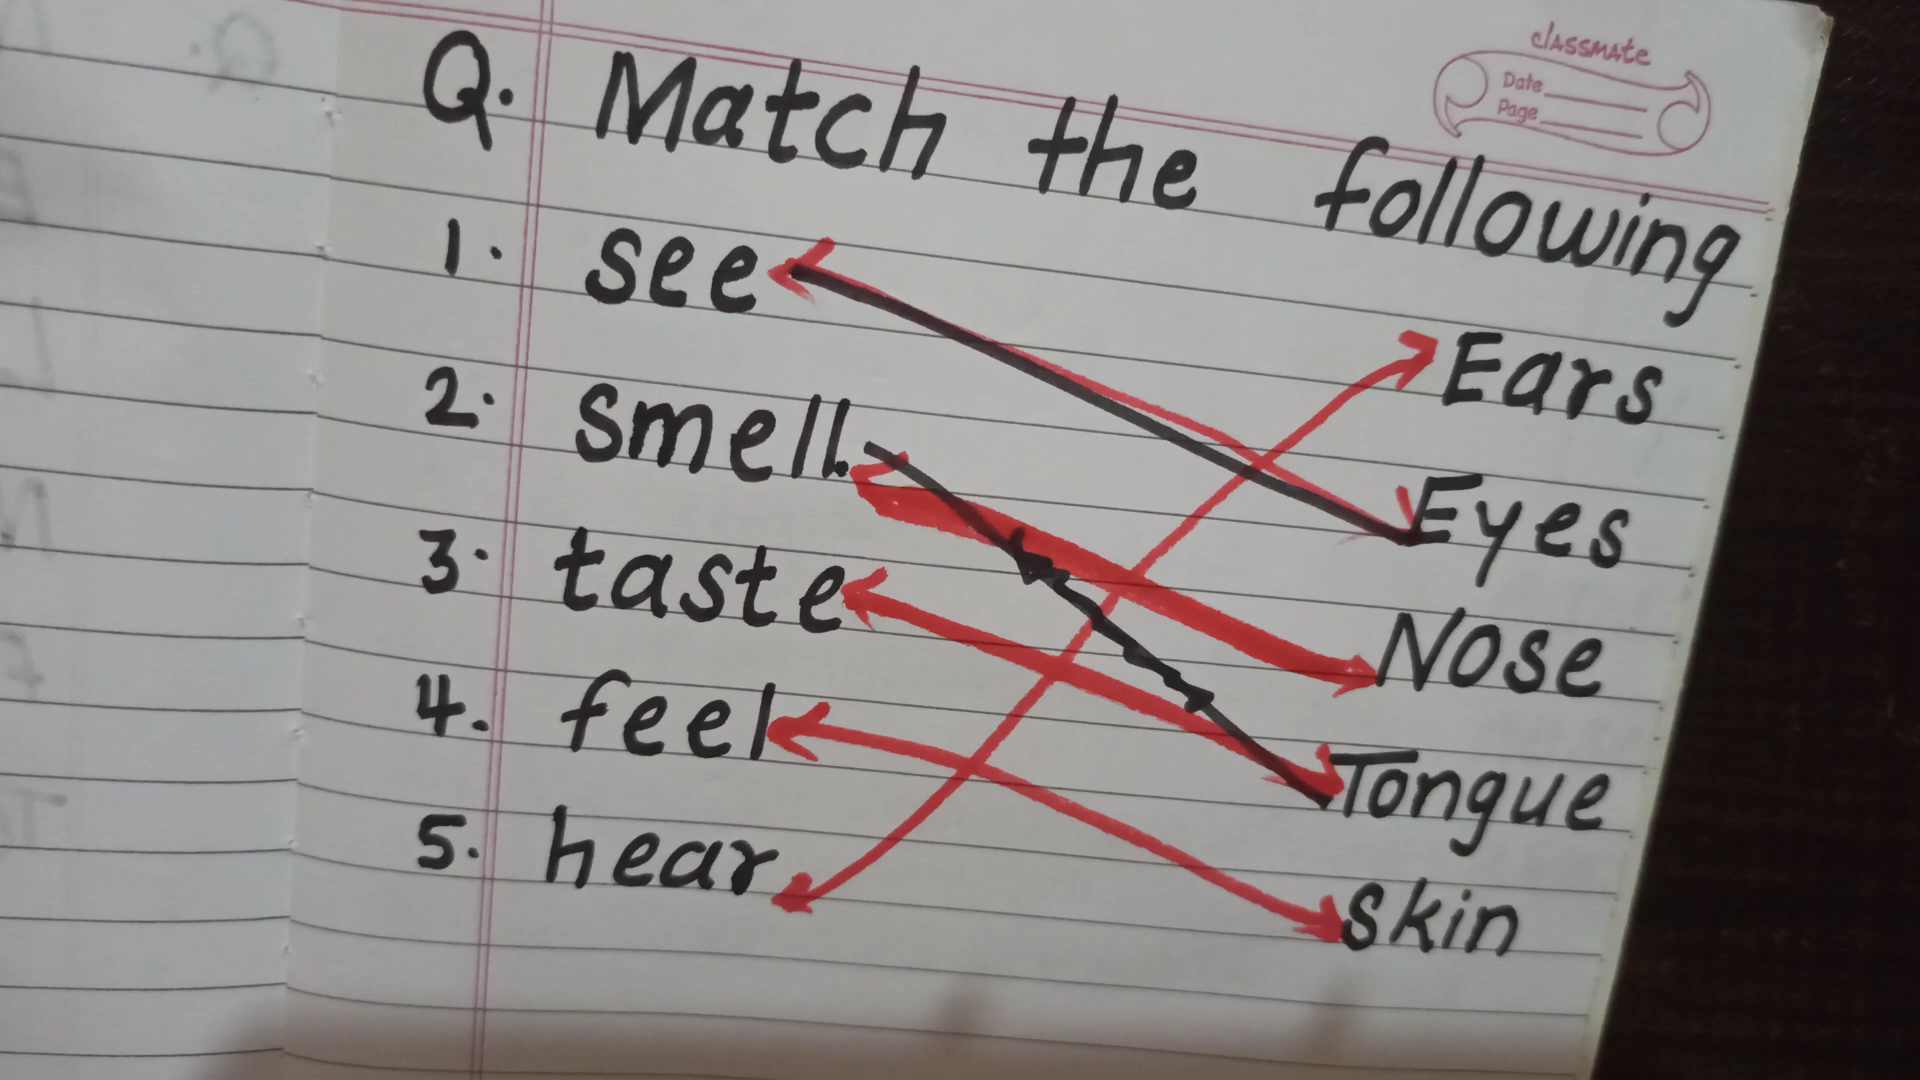 classmate
Date
Page
Q. Match the following
1. see Ears
2. smell. Eyes
3. taste Nose
4. feel Tongue
5. hear skin